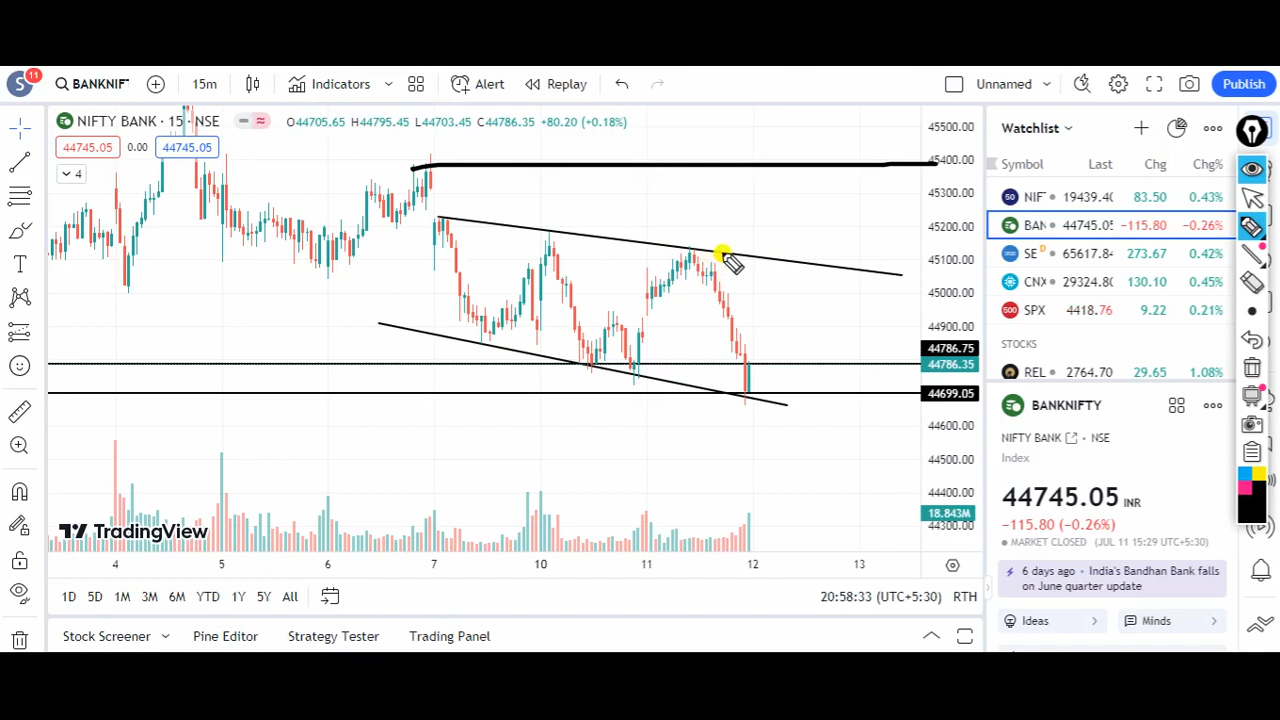 S 11 BANKNIFT 15m Indicators Alert Replay Unnamed Publish
NIFTY BANK · 15 · NSE O44705.65 H44795.45 L44703.45 C44786.35 +80.20 (+0.18%)
44745.05 0.00 44745.05
4
45500.00
45400.00
45300.00
45200.00
45100.00
45000.00
44900.00
44786.75
44786.35
44699.05
44600.00
44500.00
44400.00
18.843M
44300.00
TradingView
4 5 6 7 10 11 12 13
1D 5D 1M 3M 6M YTD 1Y 5Y All 20:58:33 (UTC+5:30) RTH
Stock Screener Pine Editor Strategy Tester Trading Panel
Watchlist
Symbol Last Chg Chg%
50 NIF 19439.40 83.50 0.43%
BAN 44745.05 −115.80 −0.26%
SE D 65617.84 273.67 0.42%
CNX 29324.80 130.10 0.45%
500 SPX 4418.76 9.22 0.21%
STOCKS
REL 2764.70 29.65 1.08%
BANKNIFTY
NIFTY BANK · NSE
Index
44745.05 INR
−115.80 (−0.26%)
MARKET CLOSED (JUL 11 15:29 UTC+5:30)
6 days ago · India's Bandhan Bank falls
on June quarter update
Ideas Minds